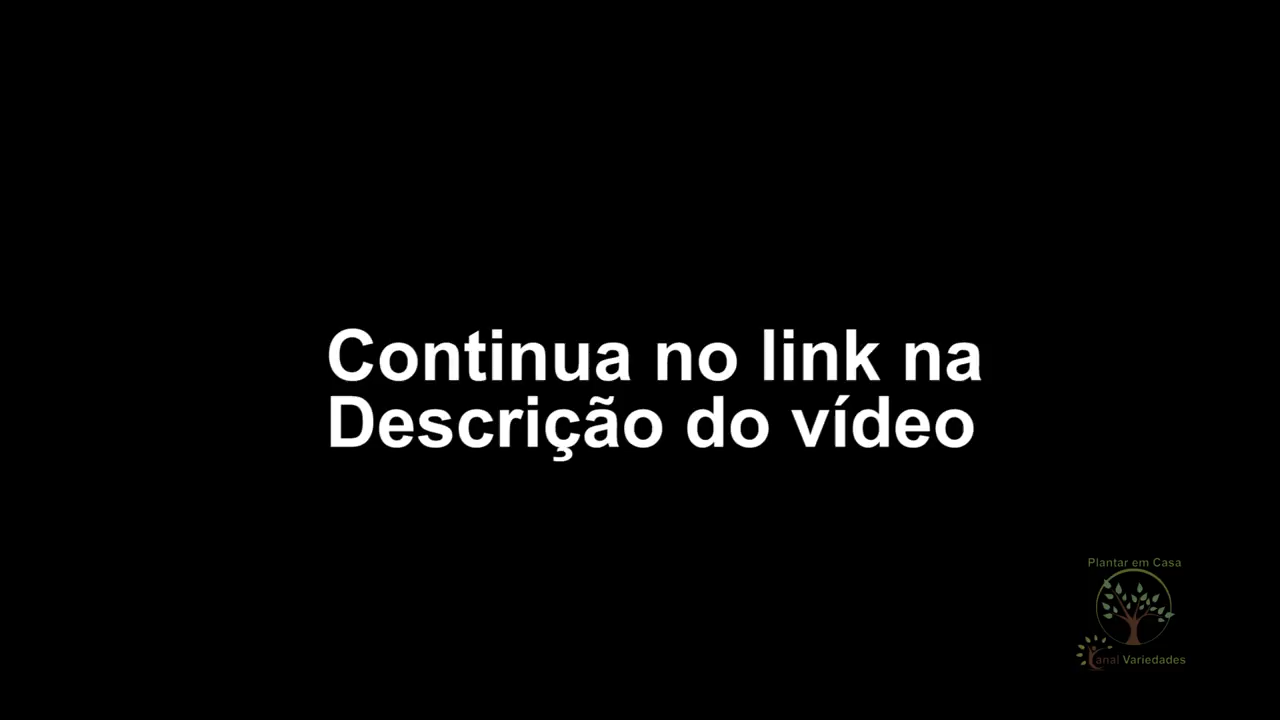 Continua no link na
Descrição do vídeo
Plantar em Casa
Canal Variedades